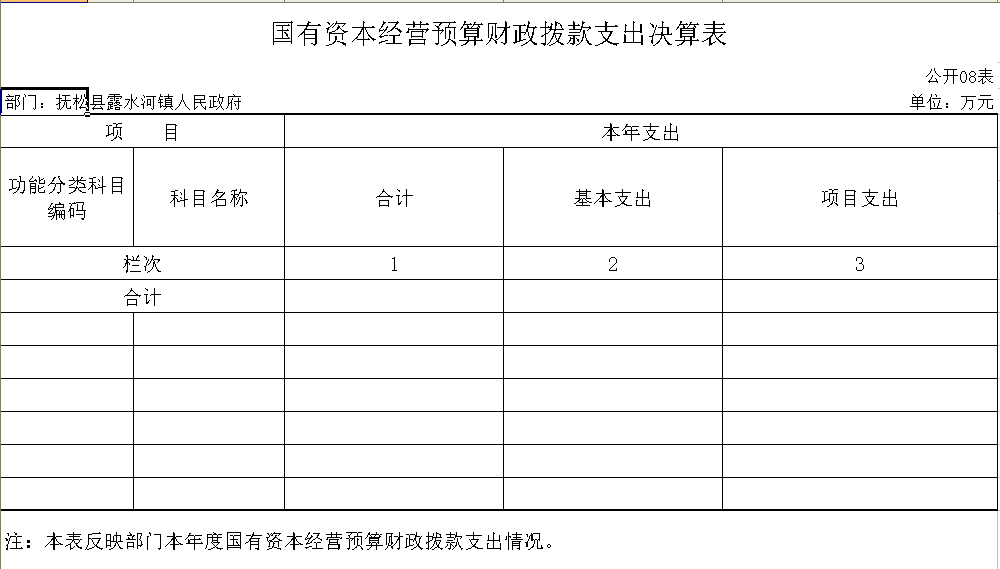 国有资本经营预算财政拨款支出决算表
公开08表
部门：抚松县露水河镇人民政府 单位：万元
项 目 本年支出
功能分类科目
编码 科目名称 合计 基本支出 项目支出
栏次 1 2 3
合计
注：本表反映部门本年度国有资本经营预算财政拨款支出情况。